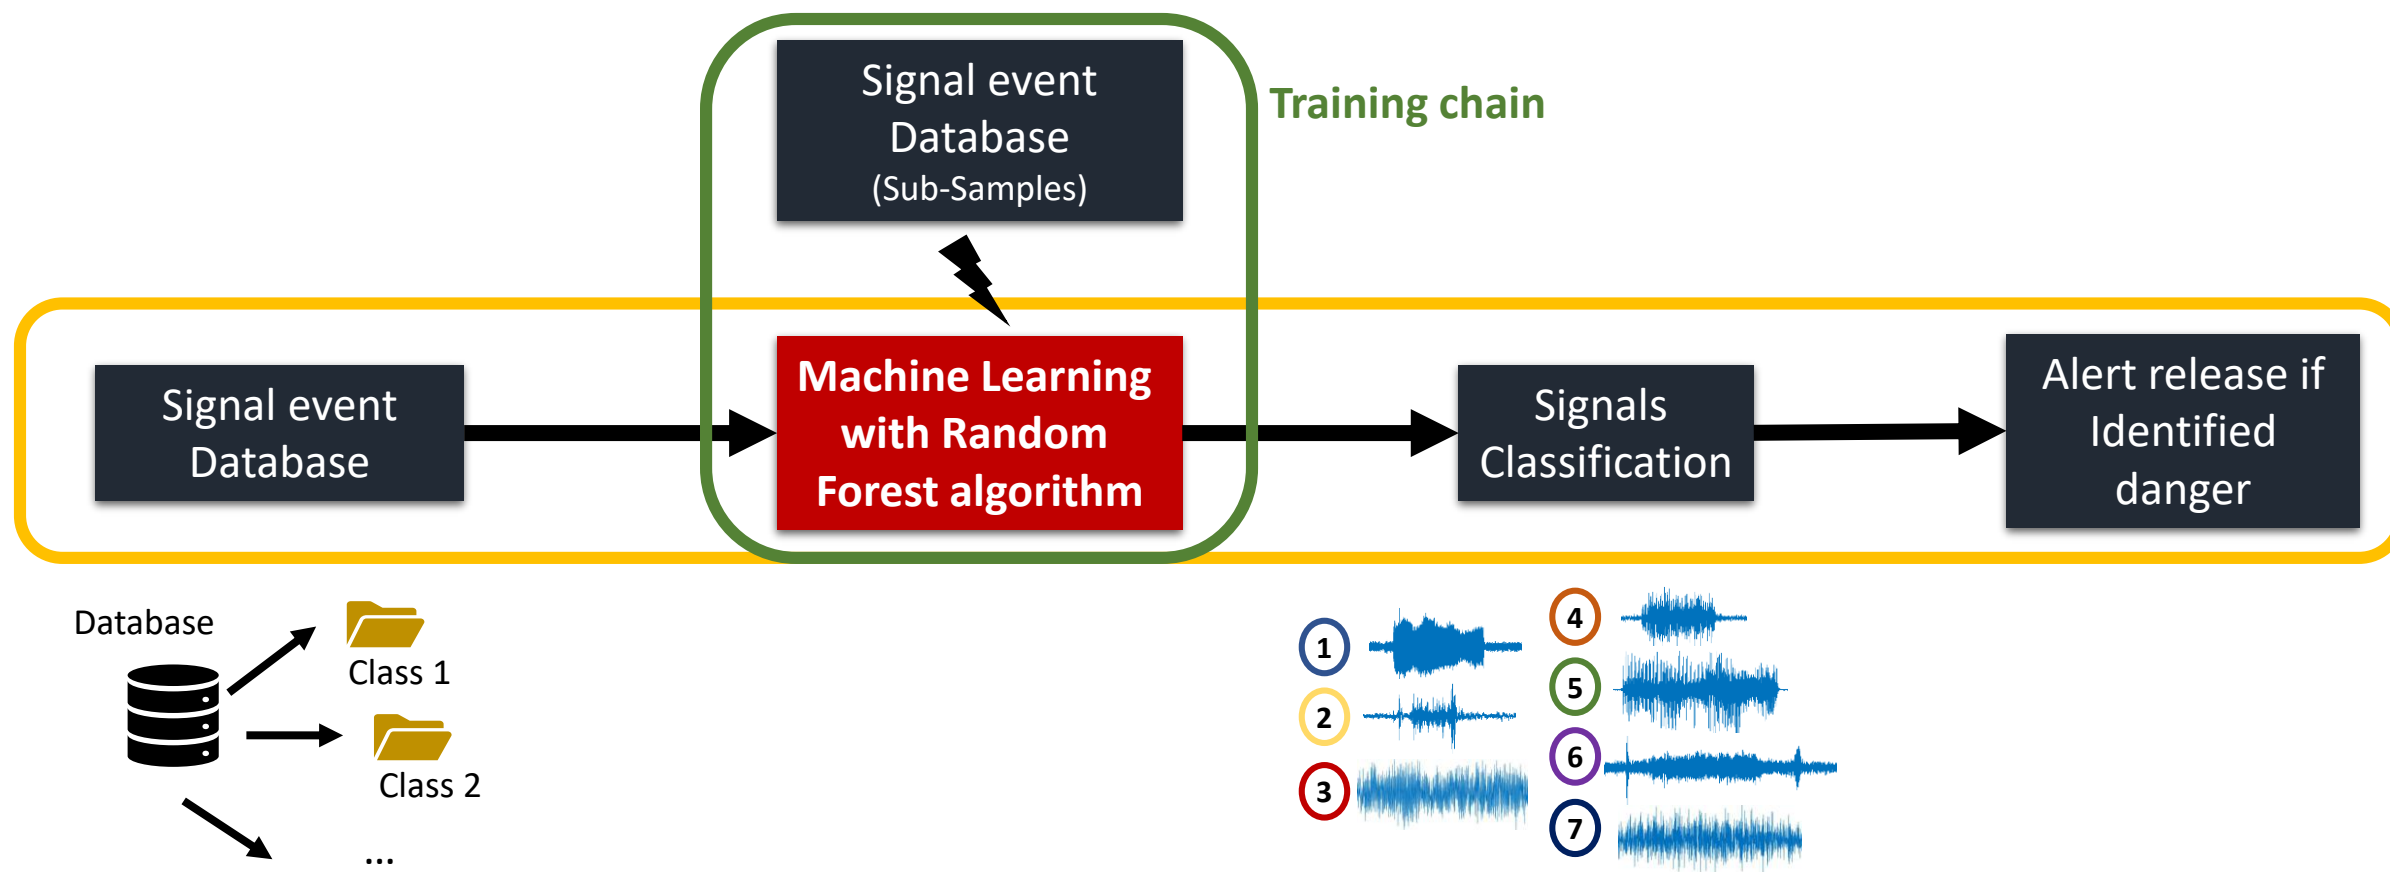 Signal event
Database
(Sub-Samples)
Training chain
Signal event
Database
Machine Learning
with Random
Forest algorithm
Signals
Classification
Alert release if
Identified
danger
Database
Class 1
Class 2
...
1
2
3
4
5
6
7